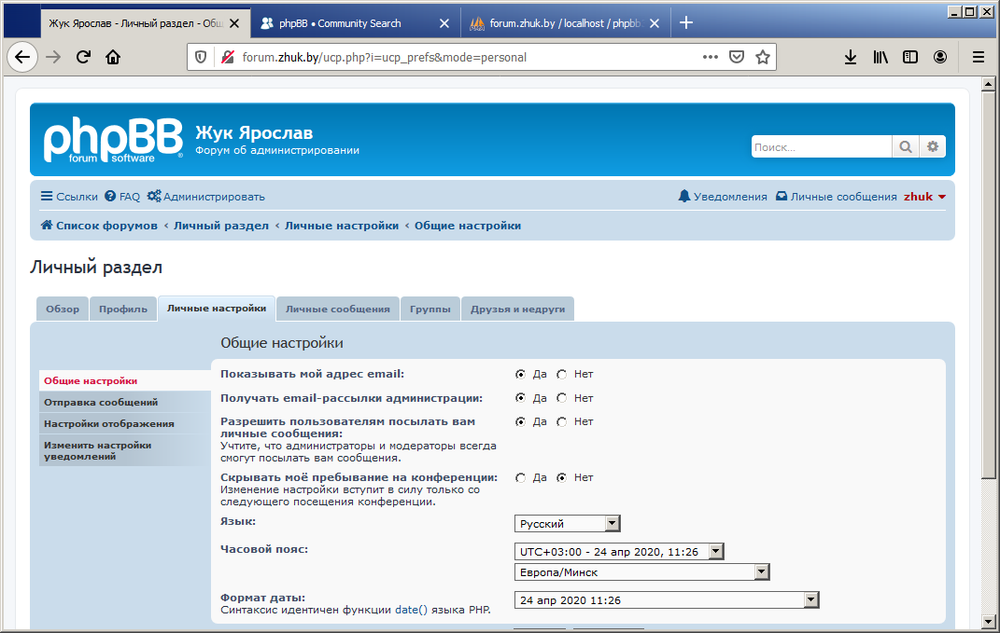 Жук Ярослав - Личный раздел - Общ
phpBB • Community Search
forum.zhuk.by / localhost / phpbb
forum.zhuk.by/ucp.php?i=ucp_prefs&mode=personal
phpBB
forum software
®
Жук Ярослав
Форум об администрировании
Поиск...
Ссылки
FAQ
Администрировать
Уведомления
Личные сообщения
zhuk
Список форумов ‹ Личный раздел ‹ Личные настройки ‹ Общие настройки
Личный раздел
Обзор
Профиль
Личные настройки
Личные сообщения
Группы
Друзья и недруги
Общие настройки
Отправка сообщений
Настройки отображения
Изменить настройки
уведомлений
Общие настройки
Показывать мой адрес email:
Да Нет
Получать email-рассылки администрации:
Да Нет
Разрешить пользователям посылать вам
личные сообщения:
Учтите, что администраторы и модераторы всегда
смогут посылать вам сообщения.
Да Нет
Скрывать моё пребывание на конференции:
Изменение настройки вступит в силу только со
следующего посещения конференции.
Да Нет
Язык:
Русский
Часовой пояс:
UTC+03:00 - 24 апр 2020, 11:26
Европа/Минск
Формат даты:
Синтаксис идентичен функции date() языка PHP.
24 апр 2020 11:26